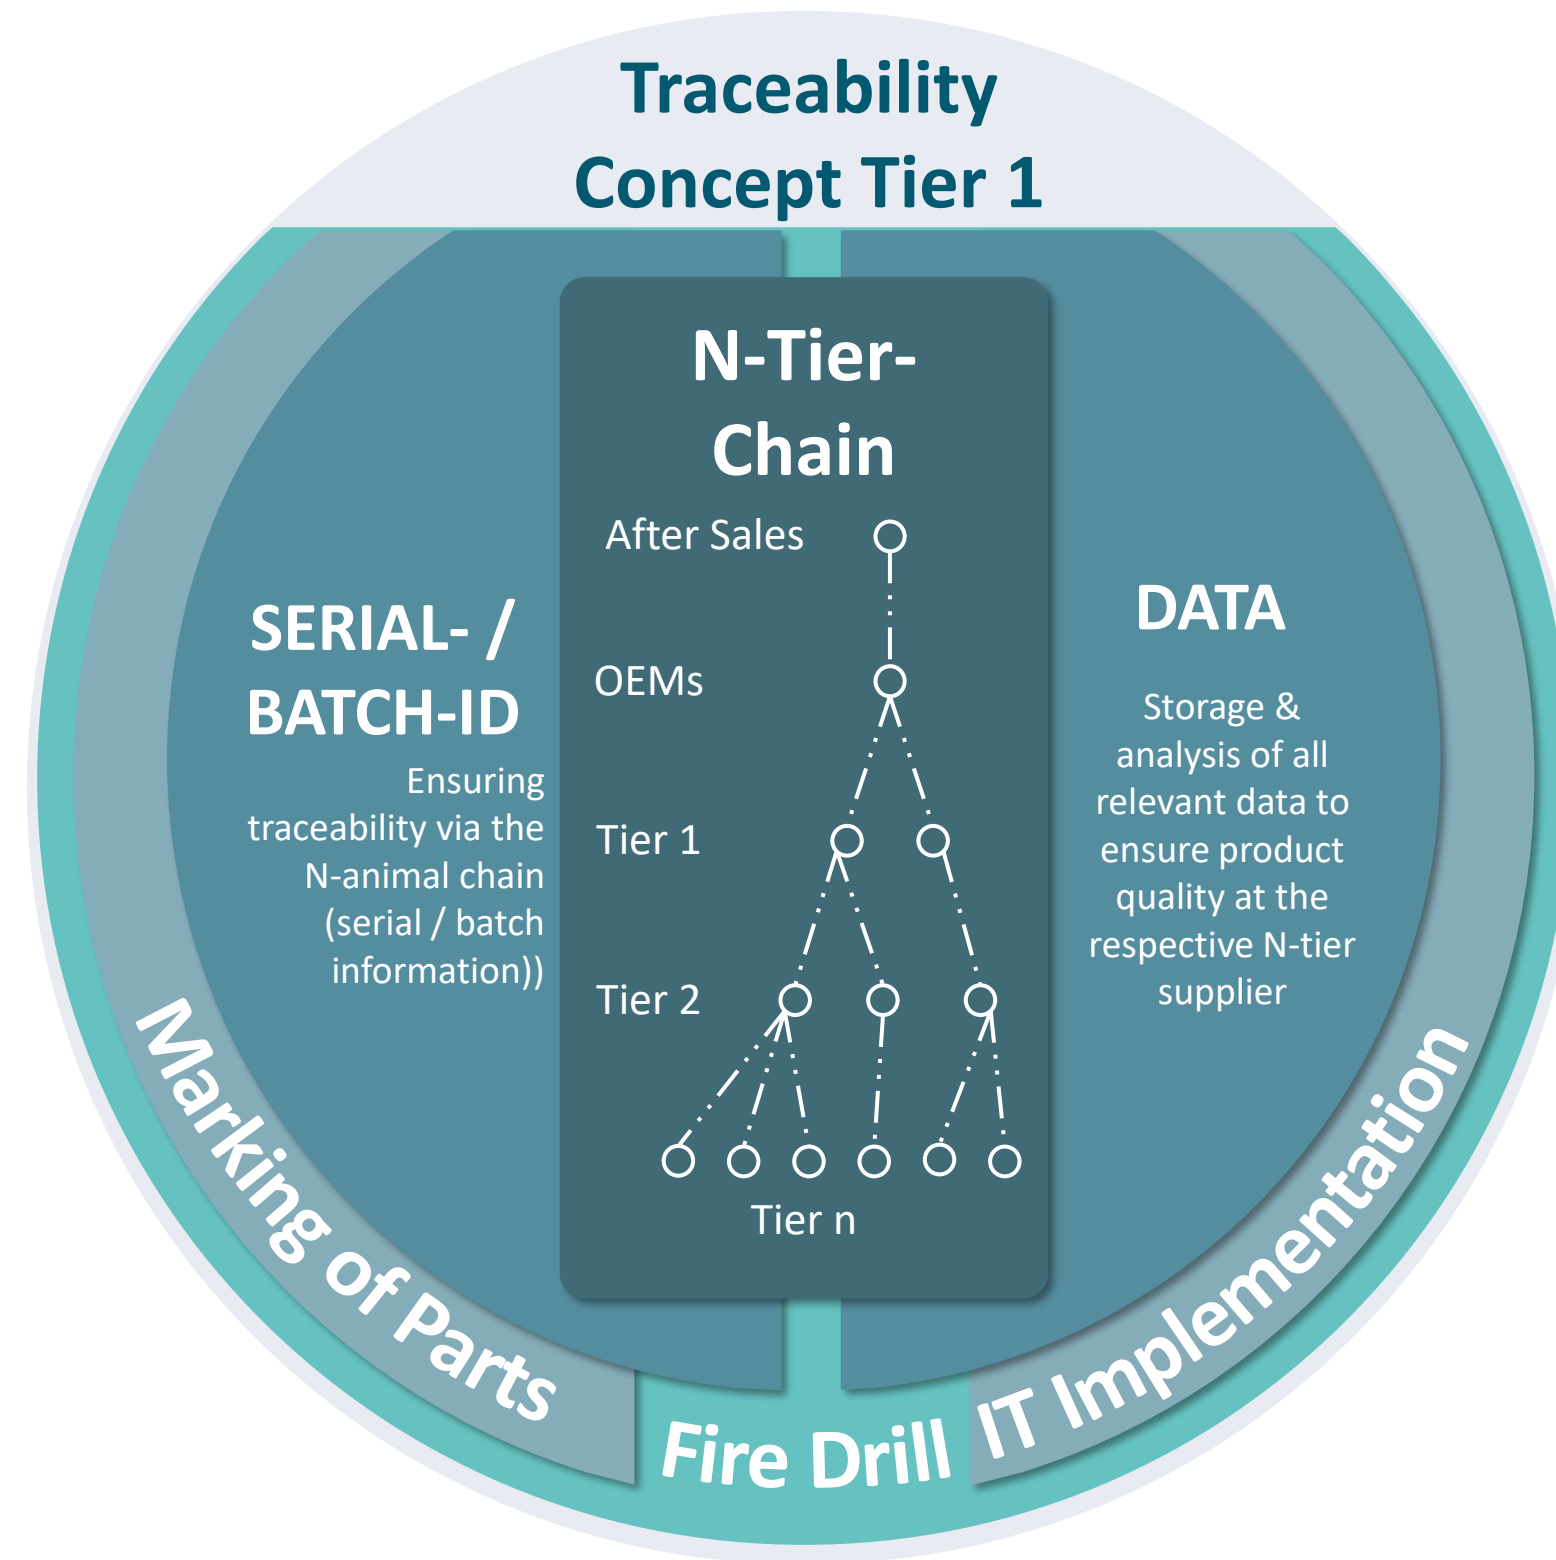 Traceability
Concept Tier 1
N-Tier-
Chain
After Sales
OEMs
Tier 1
Tier 2
Tier n
SERIAL- /
BATCH-ID
Ensuring
traceability via the
N-animal chain
(serial / batch
information))
DATA
Storage &
analysis of all
relevant data to
ensure product
quality at the
respective N-tier
supplier
Marking of Parts
Fire Drill
IT Implementation